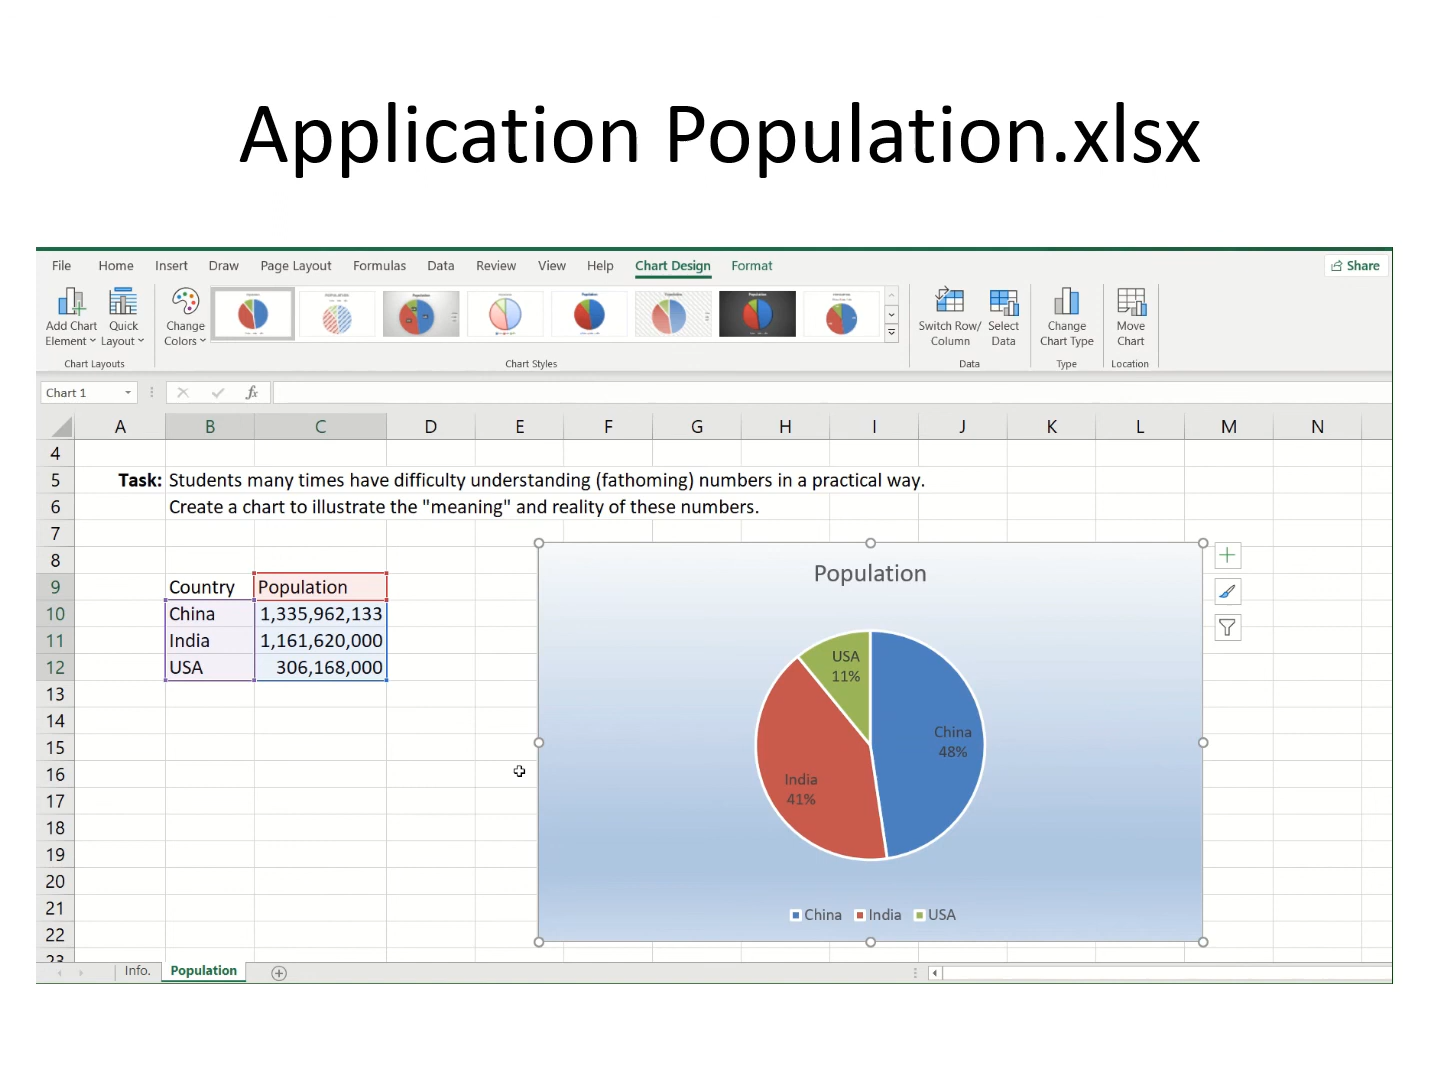 Application Population.xlsx
File Home Insert Draw Page Layout Formulas Data Review View Help Chart Design Format Share
Add Chart Element Quick Layout Change Colors Switch Row/ Column Select Data Change Chart Type Move Chart
Chart Layouts Chart Styles Data Type Location
Chart 1 fx
A B C D E F G H I J K L M N
4
5 Task: Students many times have difficulty understanding (fathoming) numbers in a practical way.
6 Create a chart to illustrate the "meaning" and reality of these numbers.
7
8
9 Country Population
10 China 1,335,962,133
11 India 1,161,620,000
12 USA 306,168,000
13
14
15
16
17
18
19
20
21
22
23
Population
USA
11%
China
48%
India
41%
China India USA
Info. Population